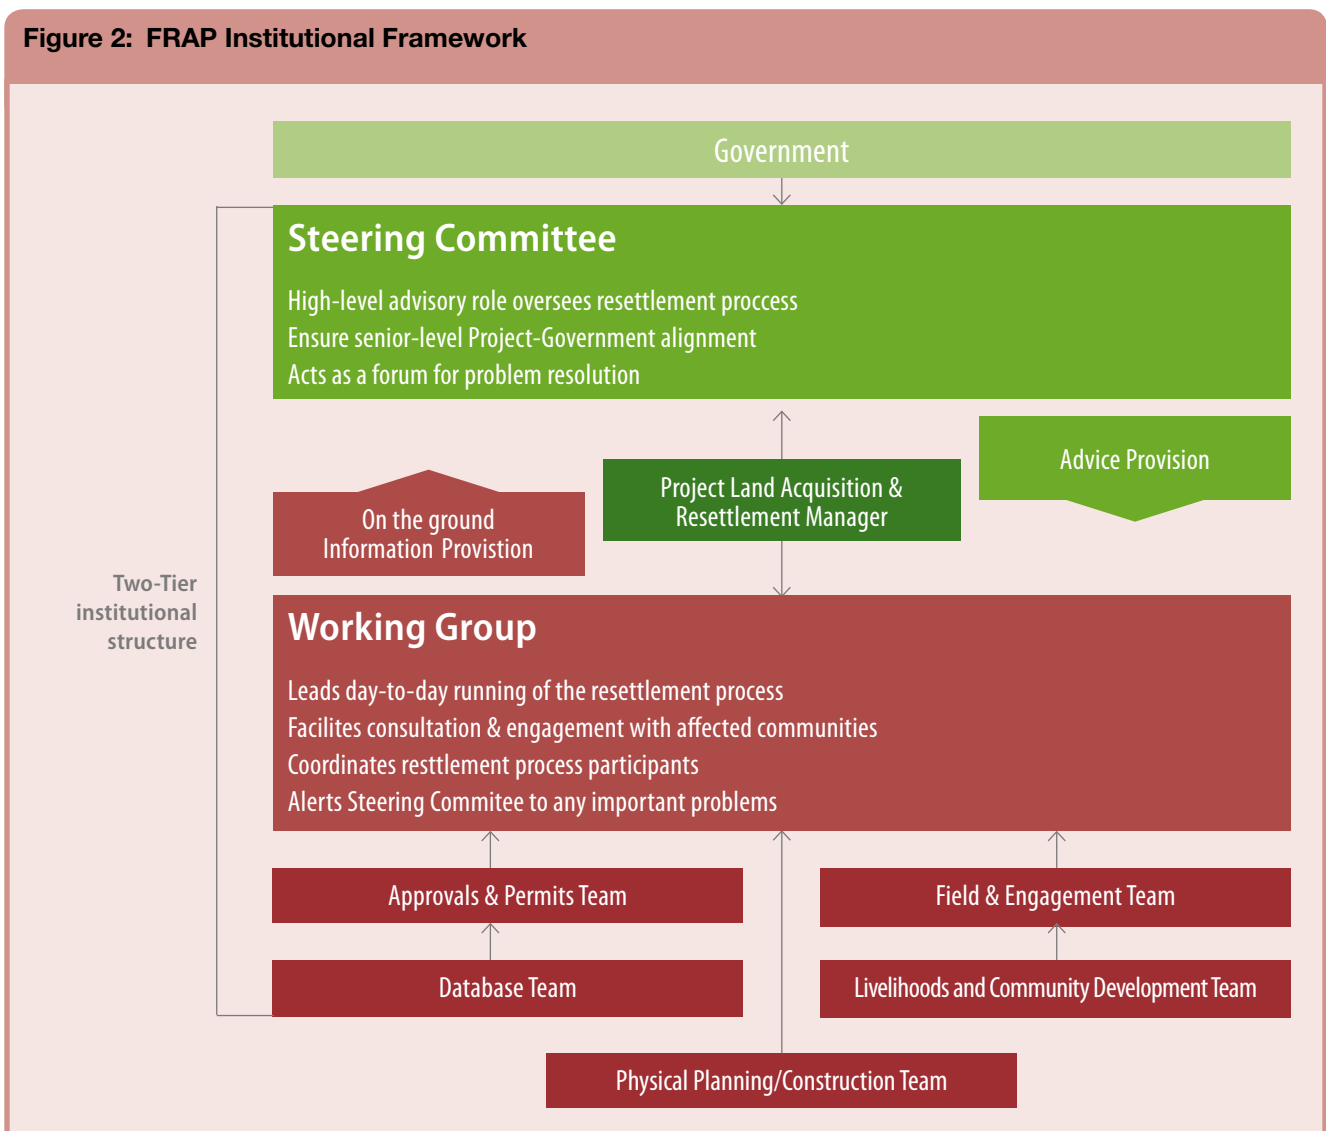 Figure 2: FRAP Institutional Framework
Government
Steering Committee
High-level advisory role oversees resettlement proccess
Ensure senior-level Project-Government alignment
Acts as a forum for problem resolution
Advice Provision
Project Land Acquisition &
Resettlement Manager
On the ground
Information Provistion
Two-Tier
institutional
structure
Working Group
Leads day-to-day running of the resettlement process
Facilites consultation & engagement with affected communities
Coordinates resttlement process participants
Alerts Steering Commitee to any important problems
Approvals & Permits Team
Field & Engagement Team
Database Team
Livelihoods and Community Development Team
Physical Planning/Construction Team